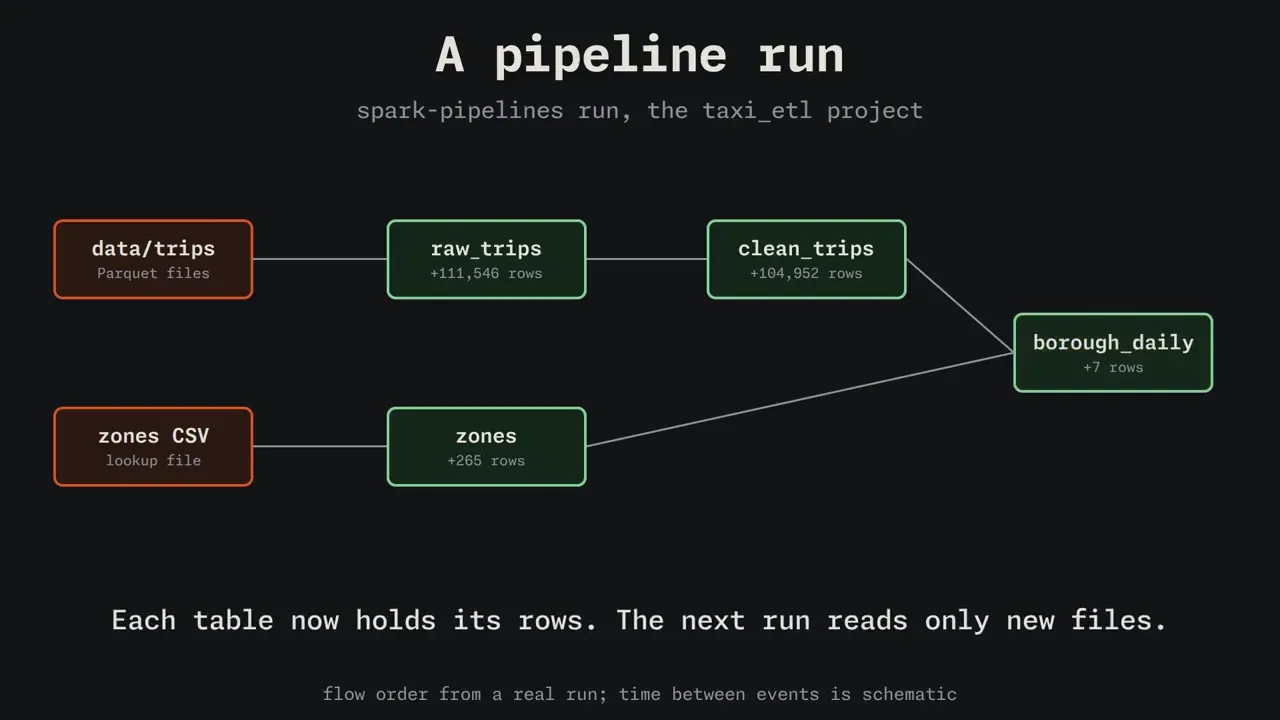 A pipeline run
spark-pipelines run, the taxi_etl project
data/trips
Parquet files
raw_trips
+111,546 rows
clean_trips
+104,952 rows
borough_daily
+7 rows
zones CSV
lookup file
zones
+265 rows
Each table now holds its rows. The next run reads only new files.
flow order from a real run; time between events is schematic